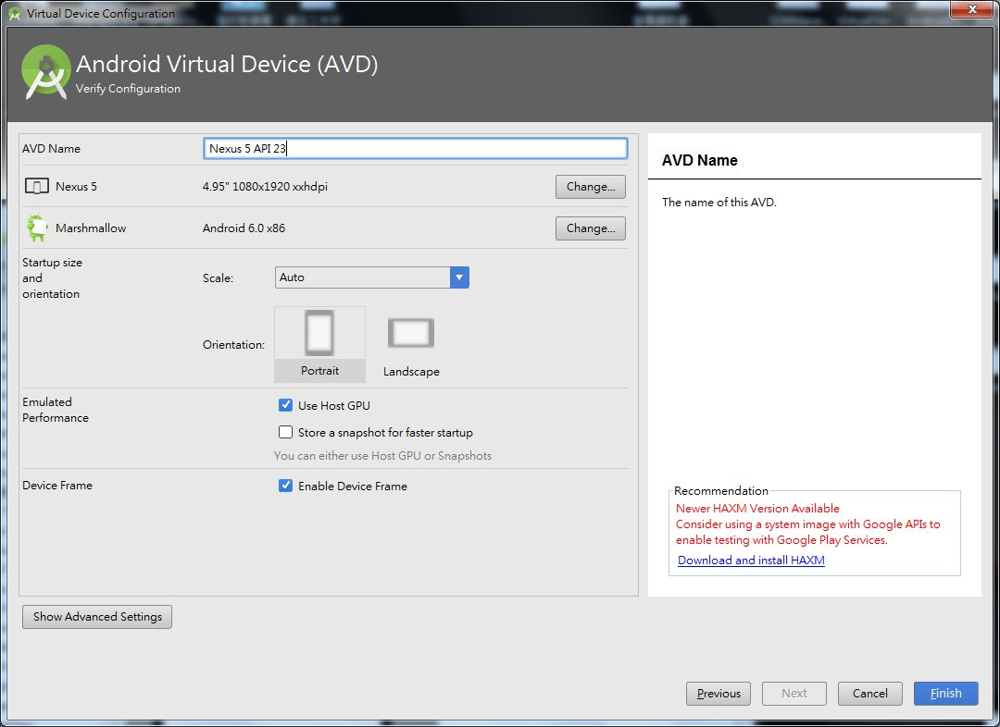 Virtual Device Configuration
Android Virtual Device (AVD)
Verify Configuration
AVD Name
Nexus 5 API 23
Nexus 5
4.95" 1080x1920 xxhdpi
Change...
Marshmallow
Android 6.0 x86
Change...
Startup size
and
orientation
Scale:
Auto
Orientation:
Portrait
Landscape
Emulated
Performance
Use Host GPU
Store a snapshot for faster startup
You can either use Host GPU or Snapshots
Device Frame
Enable Device Frame
AVD Name
The name of this AVD.
Recommendation
Newer HAXM Version Available
Consider using a system image with Google APIs to
enable testing with Google Play Services.
Download and install HAXM
Show Advanced Settings
Previous
Next
Cancel
Finish